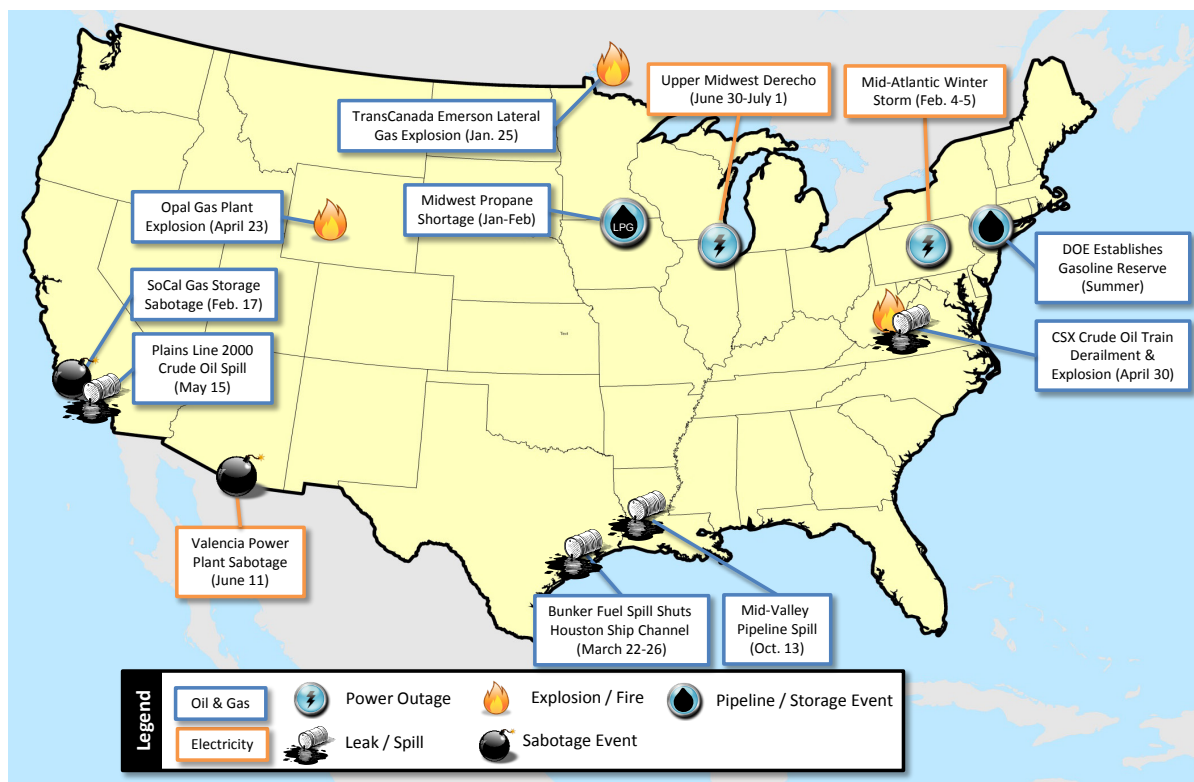 TransCanada Emerson Lateral
Gas Explosion (Jan. 25)
Upper Midwest Derecho
(June 30-July 1)
Mid-Atlantic Winter
Storm (Feb. 4-5)
Opal Gas Plant
Explosion (April 23)
Midwest Propane
Shortage (Jan-Feb)
LPG
DOE Establishes
Gasoline Reserve
(Summer)
SoCal Gas Storage
Sabotage (Feb. 17)
Plains Line 2000
Crude Oil Spill
(May 15)
Text
CSX Crude Oil Train
Derailment &
Explosion (April 30)
Valencia Power
Plant Sabotage
(June 11)
Bunker Fuel Spill Shuts
Houston Ship Channel
(March 22-26)
Mid-Valley
Pipeline Spill
(Oct. 13)
Legend
Oil & Gas
Power Outage
Explosion / Fire
Pipeline / Storage Event
Electricity
Leak / Spill
Sabotage Event